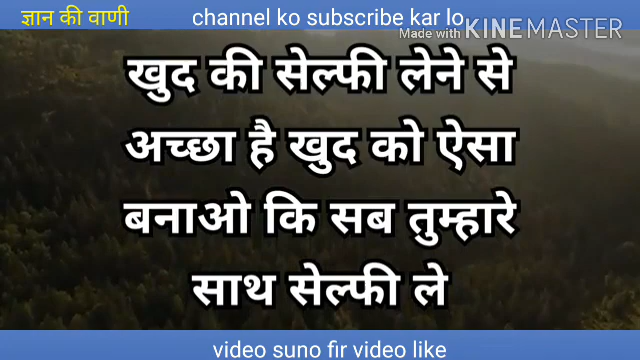 ज्ञान की वाणी channel ko subscribe kar lo
Made with KINEMASTER
खुद की सेल्फी लेने से
अच्छा है खुद को ऐसा
बनाओ कि सब तुम्हारे
साथ सेल्फी ले
video suno fir video like